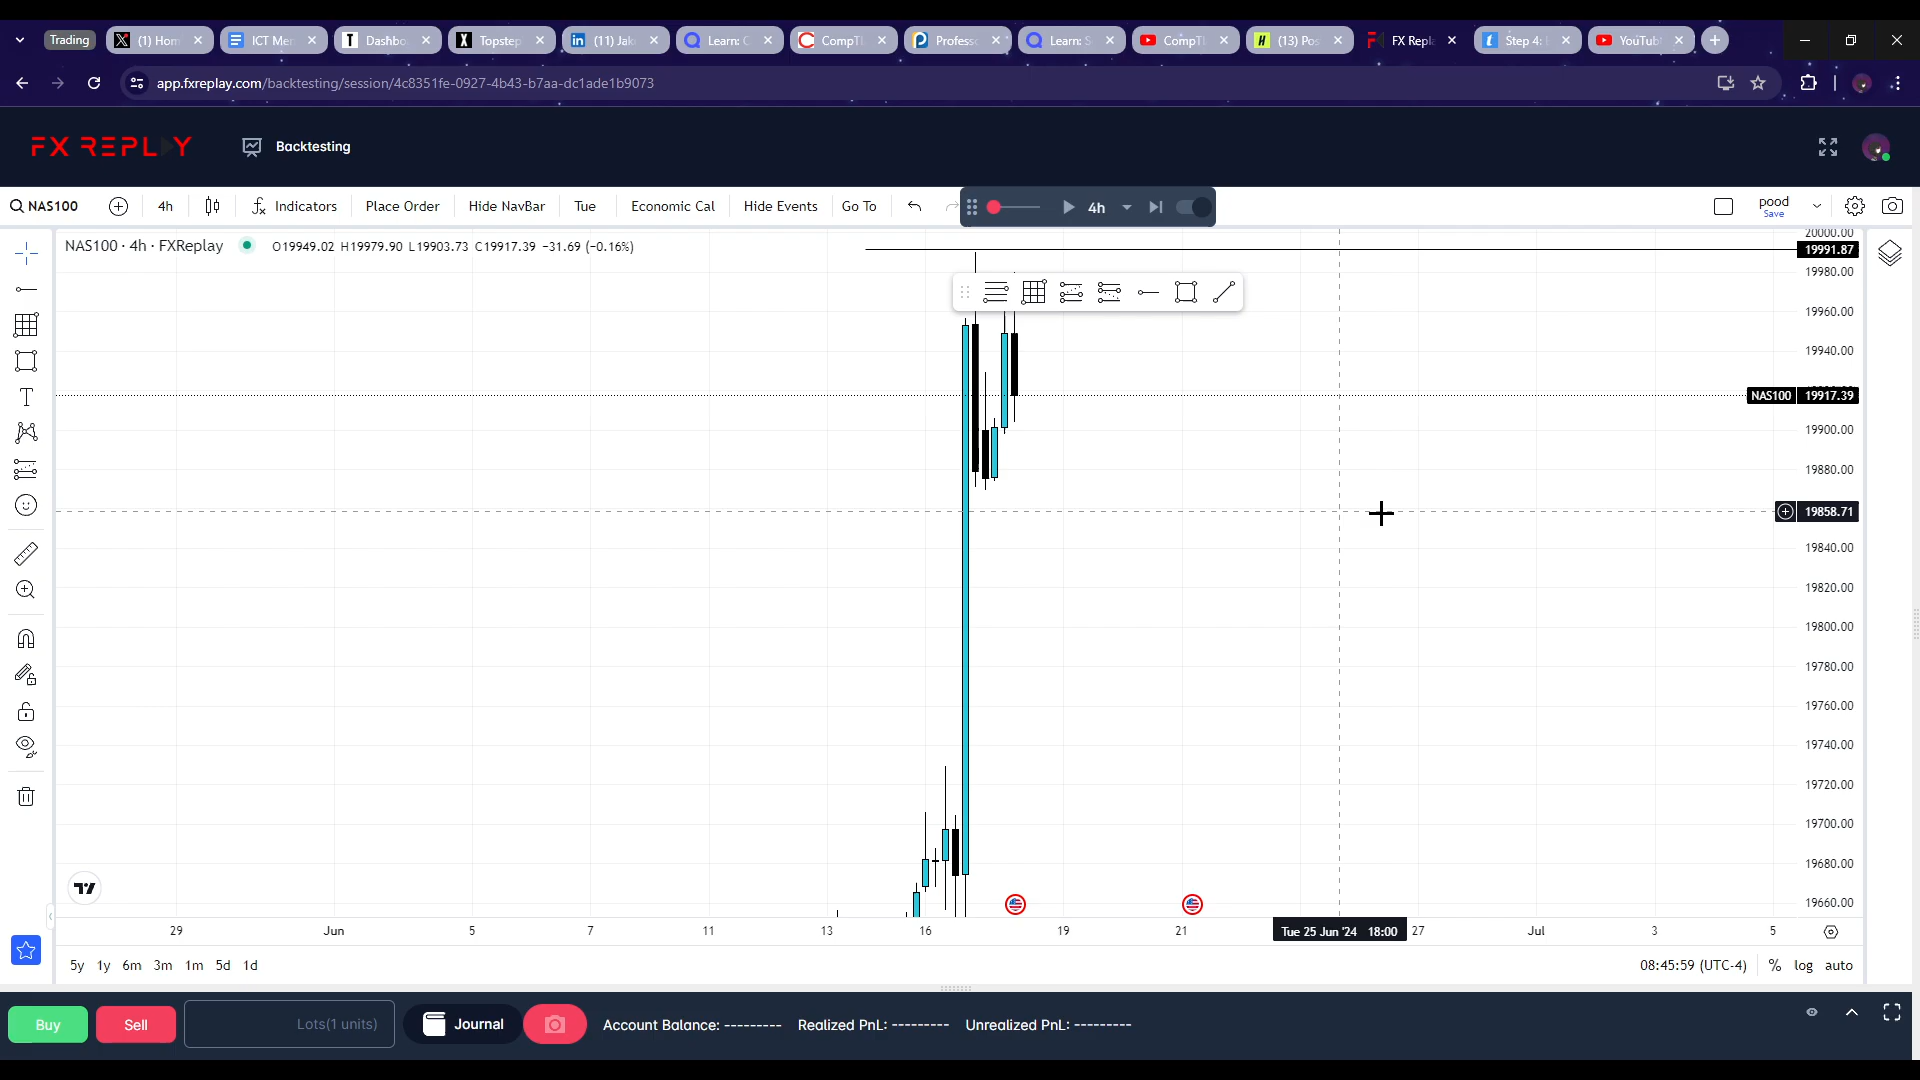 Trading
(1) Hom
ICT Men
Dashbo
Topstep
(11) Jak
Learn: C
CompTI
Professo
Learn: S
CompT
(13) Pos
FX Repla
Step 4:
YouTub
app.fxreplay.com/backtesting/session/4c8351fe-0927-4b43-b7aa-dc1ade1b9073
FX REPLAY
Backtesting
NAS100
4h
Indicators
Place Order
Hide NavBar
Tue
Economic Cal
Hide Events
Go To
4h
pood
Save
NAS100 · 4h · FXReplay
O19949.02 H19979.90 L19903.73 C19917.39 −31.69 (−0.16%)
20000.00
19991.87
19980.00
19960.00
19940.00
NAS100 19917.39
19900.00
19880.00
19858.71
19840.00
19820.00
19800.00
19780.00
19760.00
19740.00
19720.00
19700.00
19680.00
19660.00
29 Jun 5 7 11 13 16 19 21 Tue 25 Jun '24 18:00 27 Jul 3 5
5y 1y 6m 3m 1m 5d 1d
08:45:59 (UTC-4) % log auto
Buy
Sell
Lots(1 units)
Journal
Account Balance: ---------
Realized PnL: ---------
Unrealized PnL: ---------